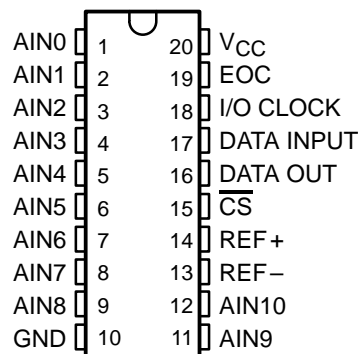 AIN0 1 20 VCC
AIN1 2 19 EOC
AIN2 3 18 I/O CLOCK
AIN3 4 17 DATA INPUT
AIN4 5 16 DATA OUT
AIN5 6 15 C̅S̅
AIN6 7 14 REF+
AIN7 8 13 REF−
AIN8 9 12 AIN10
GND 10 11 AIN9